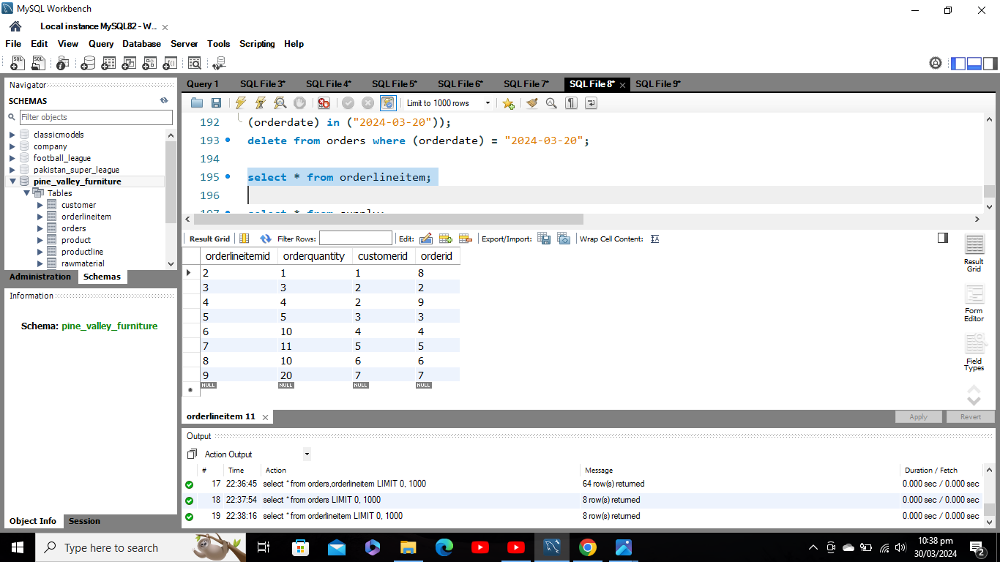 MySQL Workbench
Local instance MySQL82 - W...
File Edit View Query Database Server Tools Scripting Help
Navigator
SCHEMAS
Filter objects
classicmodels
company
football_league
pakistan_super_league
pine_valley_furniture
Tables
customer
orderlineitem
orders
product
productline
rawmaterial
Administration Schemas
Information
Schema: pine_valley_furniture
Object Info Session
Query 1 SQL File 3* SQL File 4* SQL File 5* SQL File 6* SQL File 7* SQL File 8* SQL File 9*
Limit to 1000 rows
192 (orderdate) in ("2024-03-20"));
193 delete from orders where (orderdate) = "2024-03-20";
194
195 select * from orderlineitem;
196
197 select * from supply;
Result Grid Filter Rows: Edit: Export/Import: Wrap Cell Content:
orderlineitemid orderquantity customerid orderid
2 1 1 8
3 3 2 2
4 4 2 9
5 5 3 3
6 10 4 4
7 11 5 5
8 10 6 6
9 20 7 7
NULL NULL NULL NULL
Result Grid
Form Editor
Field Types
orderlineitem 11
Apply Revert
Output
Action Output
# Time Action Message Duration / Fetch
17 22:36:45 select * from orders,orderlineitem LIMIT 0, 1000 64 row(s) returned 0.000 sec / 0.000 sec
18 22:37:54 select * from orders LIMIT 0, 1000 8 row(s) returned 0.000 sec / 0.000 sec
19 22:38:16 select * from orderlineitem LIMIT 0, 1000 8 row(s) returned 0.000 sec / 0.000 sec
Type here to search
10:38 pm
30/03/2024
2